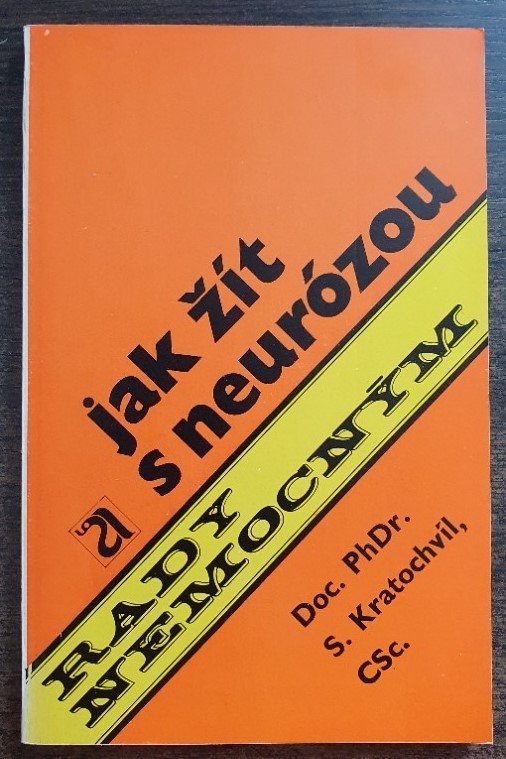 jak žít
s neurózou
RADY
NEMOCNÝM
Doc. PhDr.
S. Kratochvíl,
CSc.